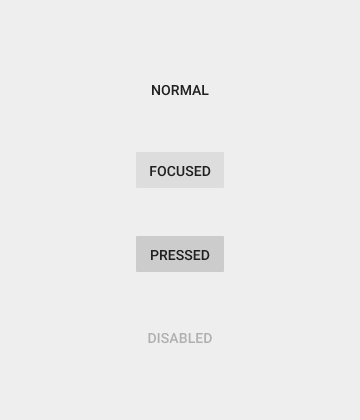 NORMAL
FOCUSED
PRESSED
DISABLED